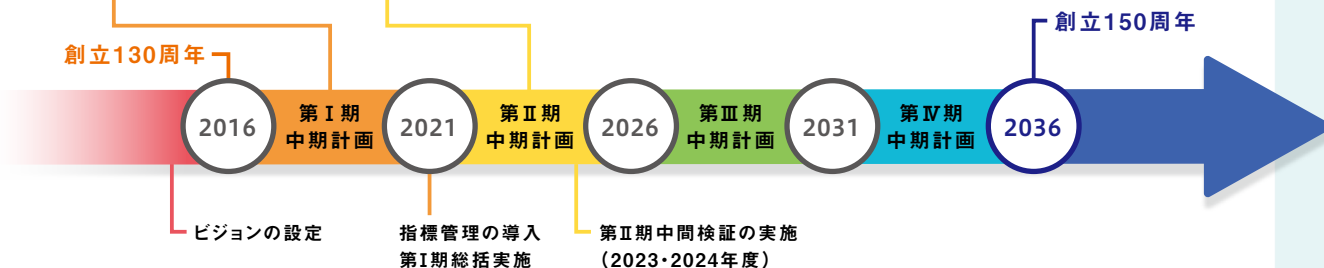 創立130周年
創立150周年
2016
第Ⅰ期
中期計画
2021
第Ⅱ期
中期計画
2026
第Ⅲ期
中期計画
2031
第Ⅳ期
中期計画
2036
ビジョンの設定
指標管理の導入
第Ⅰ期総括実施
第Ⅱ期中間検証の実施
（2023・2024年度）